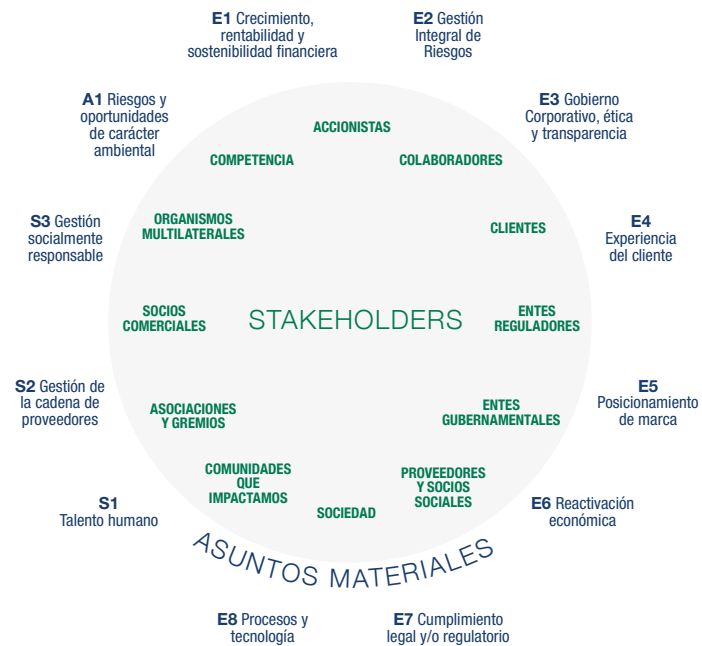 E1 Crecimiento,
rentabilidad y
sostenibilidad financiera
E2 Gestión
Integral de
Riesgos
A1 Riesgos y
oportunidades
de carácter
ambiental
E3 Gobierno
Corporativo, ética
y transparencia
ACCIONISTAS
COMPETENCIA
COLABORADORES
S3 Gestión
socialmente
responsable
ORGANISMOS
MULTILATERALES
CLIENTES
E4
Experiencia
del cliente
SOCIOS
COMERCIALES
STAKEHOLDERS
ENTES
REGULADORES
S2 Gestión de
la cadena de
proveedores
ASOCIACIONES
Y GREMIOS
ENTES
GUBERNAMENTALES
E5
Posicionamiento
de marca
COMUNIDADES
QUE
IMPACTAMOS
SOCIEDAD
PROVEEDORES
Y SOCIOS
SOCIALES
S1
Talento humano
E6 Reactivación
económica
ASUNTOS MATERIALES
E8 Procesos y
tecnología
E7 Cumplimiento
legal y/o regulatorio